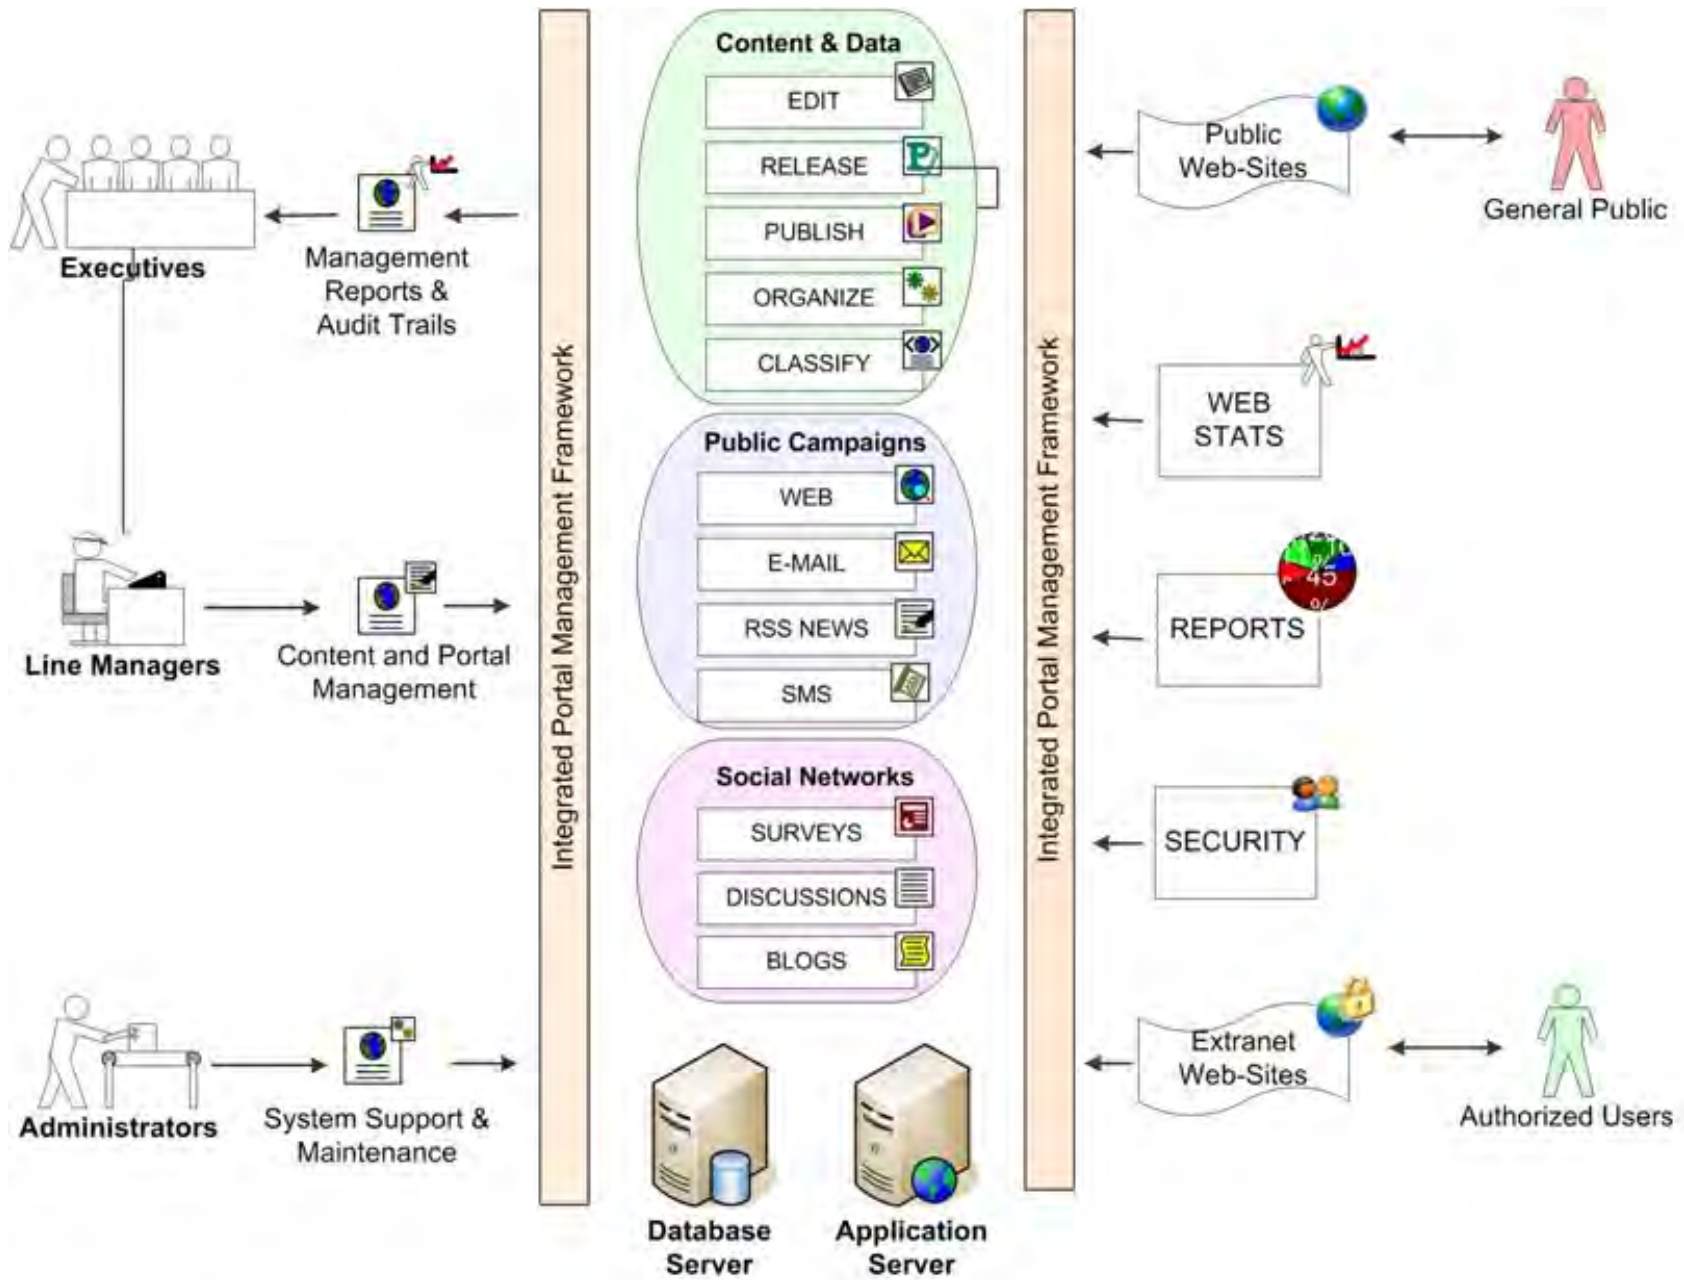 Executives
Management
Reports &
Audit Trails
Line Managers
Content and Portal
Management
Administrators
System Support &
Maintenance
Integrated Portal Management Framework
Content & Data
EDIT
RELEASE
PUBLISH
ORGANIZE
CLASSIFY
Public Campaigns
WEB
E-MAIL
RSS NEWS
SMS
Social Networks
SURVEYS
DISCUSSIONS
BLOGS
Database
Server
Application
Server
Integrated Portal Management Framework
Public
Web-Sites
General Public
WEB
STATS
45
%
REPORTS
SECURITY
Extranet
Web-Sites
Authorized Users